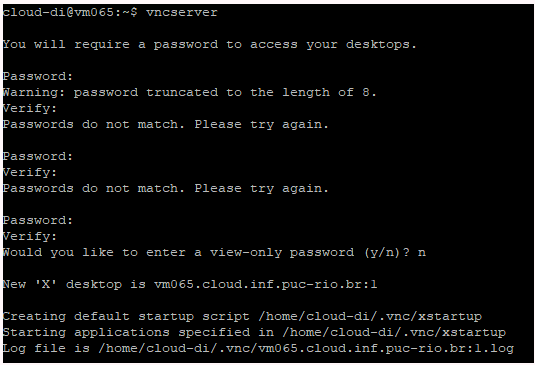 cloud-di@vm065:~$ vncserver
You will require a password to access your desktops.
Password:
Warning: password truncated to the length of 8.
Verify:
Passwords do not match. Please try again.
Password:
Verify:
Passwords do not match. Please try again.
Password:
Verify:
Would you like to enter a view-only password (y/n)? n
New 'X' desktop is vm065.cloud.inf.puc-rio.br:1
Creating default startup script /home/cloud-di/.vnc/xstartup
Starting applications specified in /home/cloud-di/.vnc/xstartup
Log file is /home/cloud-di/.vnc/vm065.cloud.inf.puc-rio.br:1.log